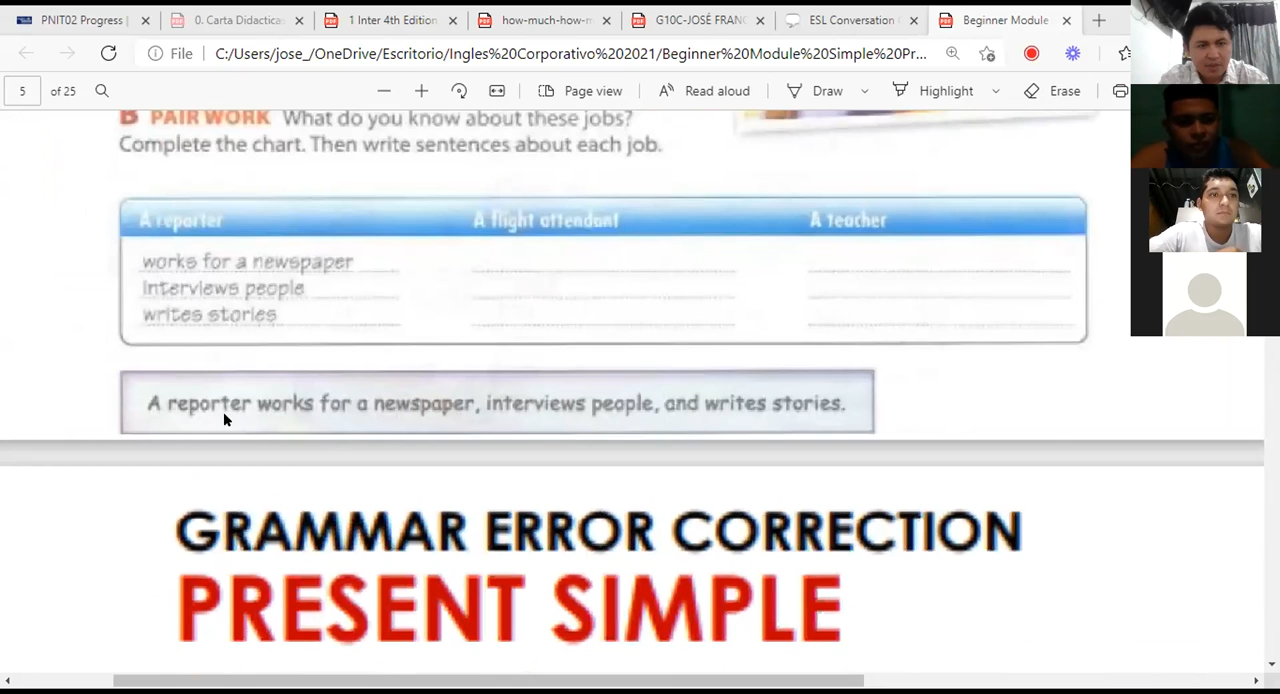 PNIT02 Progress |
0. Carta Didactica
1 Inter 4th Edition
how-much-how-m
G10C-JOSÉ FRAN
ESL Conversation
Beginner Module
File C:/Users/jose_/OneDrive/Escritorio/Ingles%20Corporativo%202021/Beginner%20Module%20Simple%20Pr...
5 of 25 Page view Read aloud Draw Highlight Erase
B PAIR WORK What do you know about these jobs?
Complete the chart. Then write sentences about each job.
A reporter A flight attendant A teacher
works for a newspaper
interviews people
writes stories
A reporter works for a newspaper, interviews people, and writes stories.
GRAMMAR ERROR CORRECTION
PRESENT SIMPLE